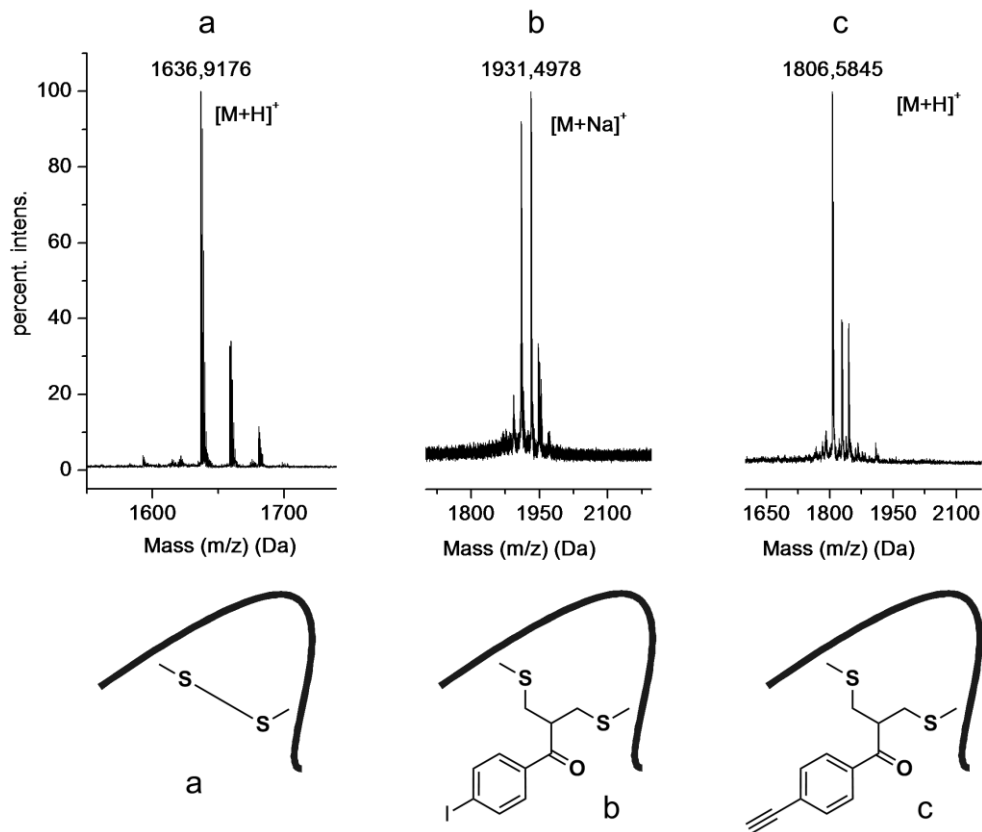 a b c
1636,9176 1931,4978 1806,5845
[M+H]+ [M+Na]+ [M+H]+
percent. intens.
100
80
60
40
20
0
1600 1700 1800 1950 2100 1650 1800 1950 2100
Mass (m/z) (Da) Mass (m/z) (Da) Mass (m/z) (Da)
S S
S S S S
O O
I
a b c